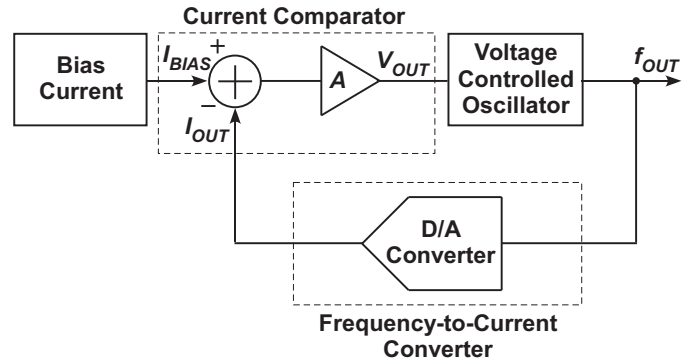 Current Comparator
Bias
Current
I_BIAS
+
−
I_OUT
A
V_OUT
Voltage
Controlled
Oscillator
f_OUT
D/A
Converter
Frequency-to-Current
Converter